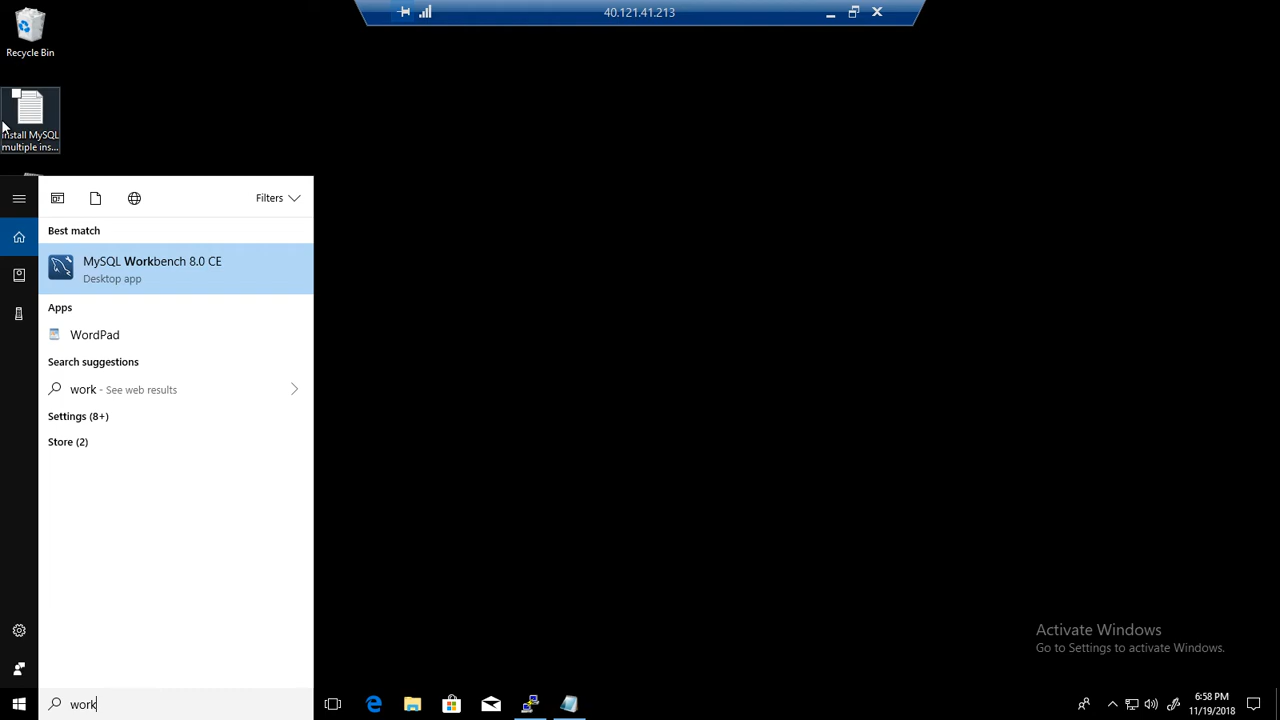 40.121.41.213
Recycle Bin
install MySQL
multiple ins...
Filters
Best match
MySQL Workbench 8.0 CE
Desktop app
Apps
WordPad
Search suggestions
work - See web results
Settings (8+)
Store (2)
Activate Windows
Go to Settings to activate Windows.
work
6:58 PM
11/19/2018